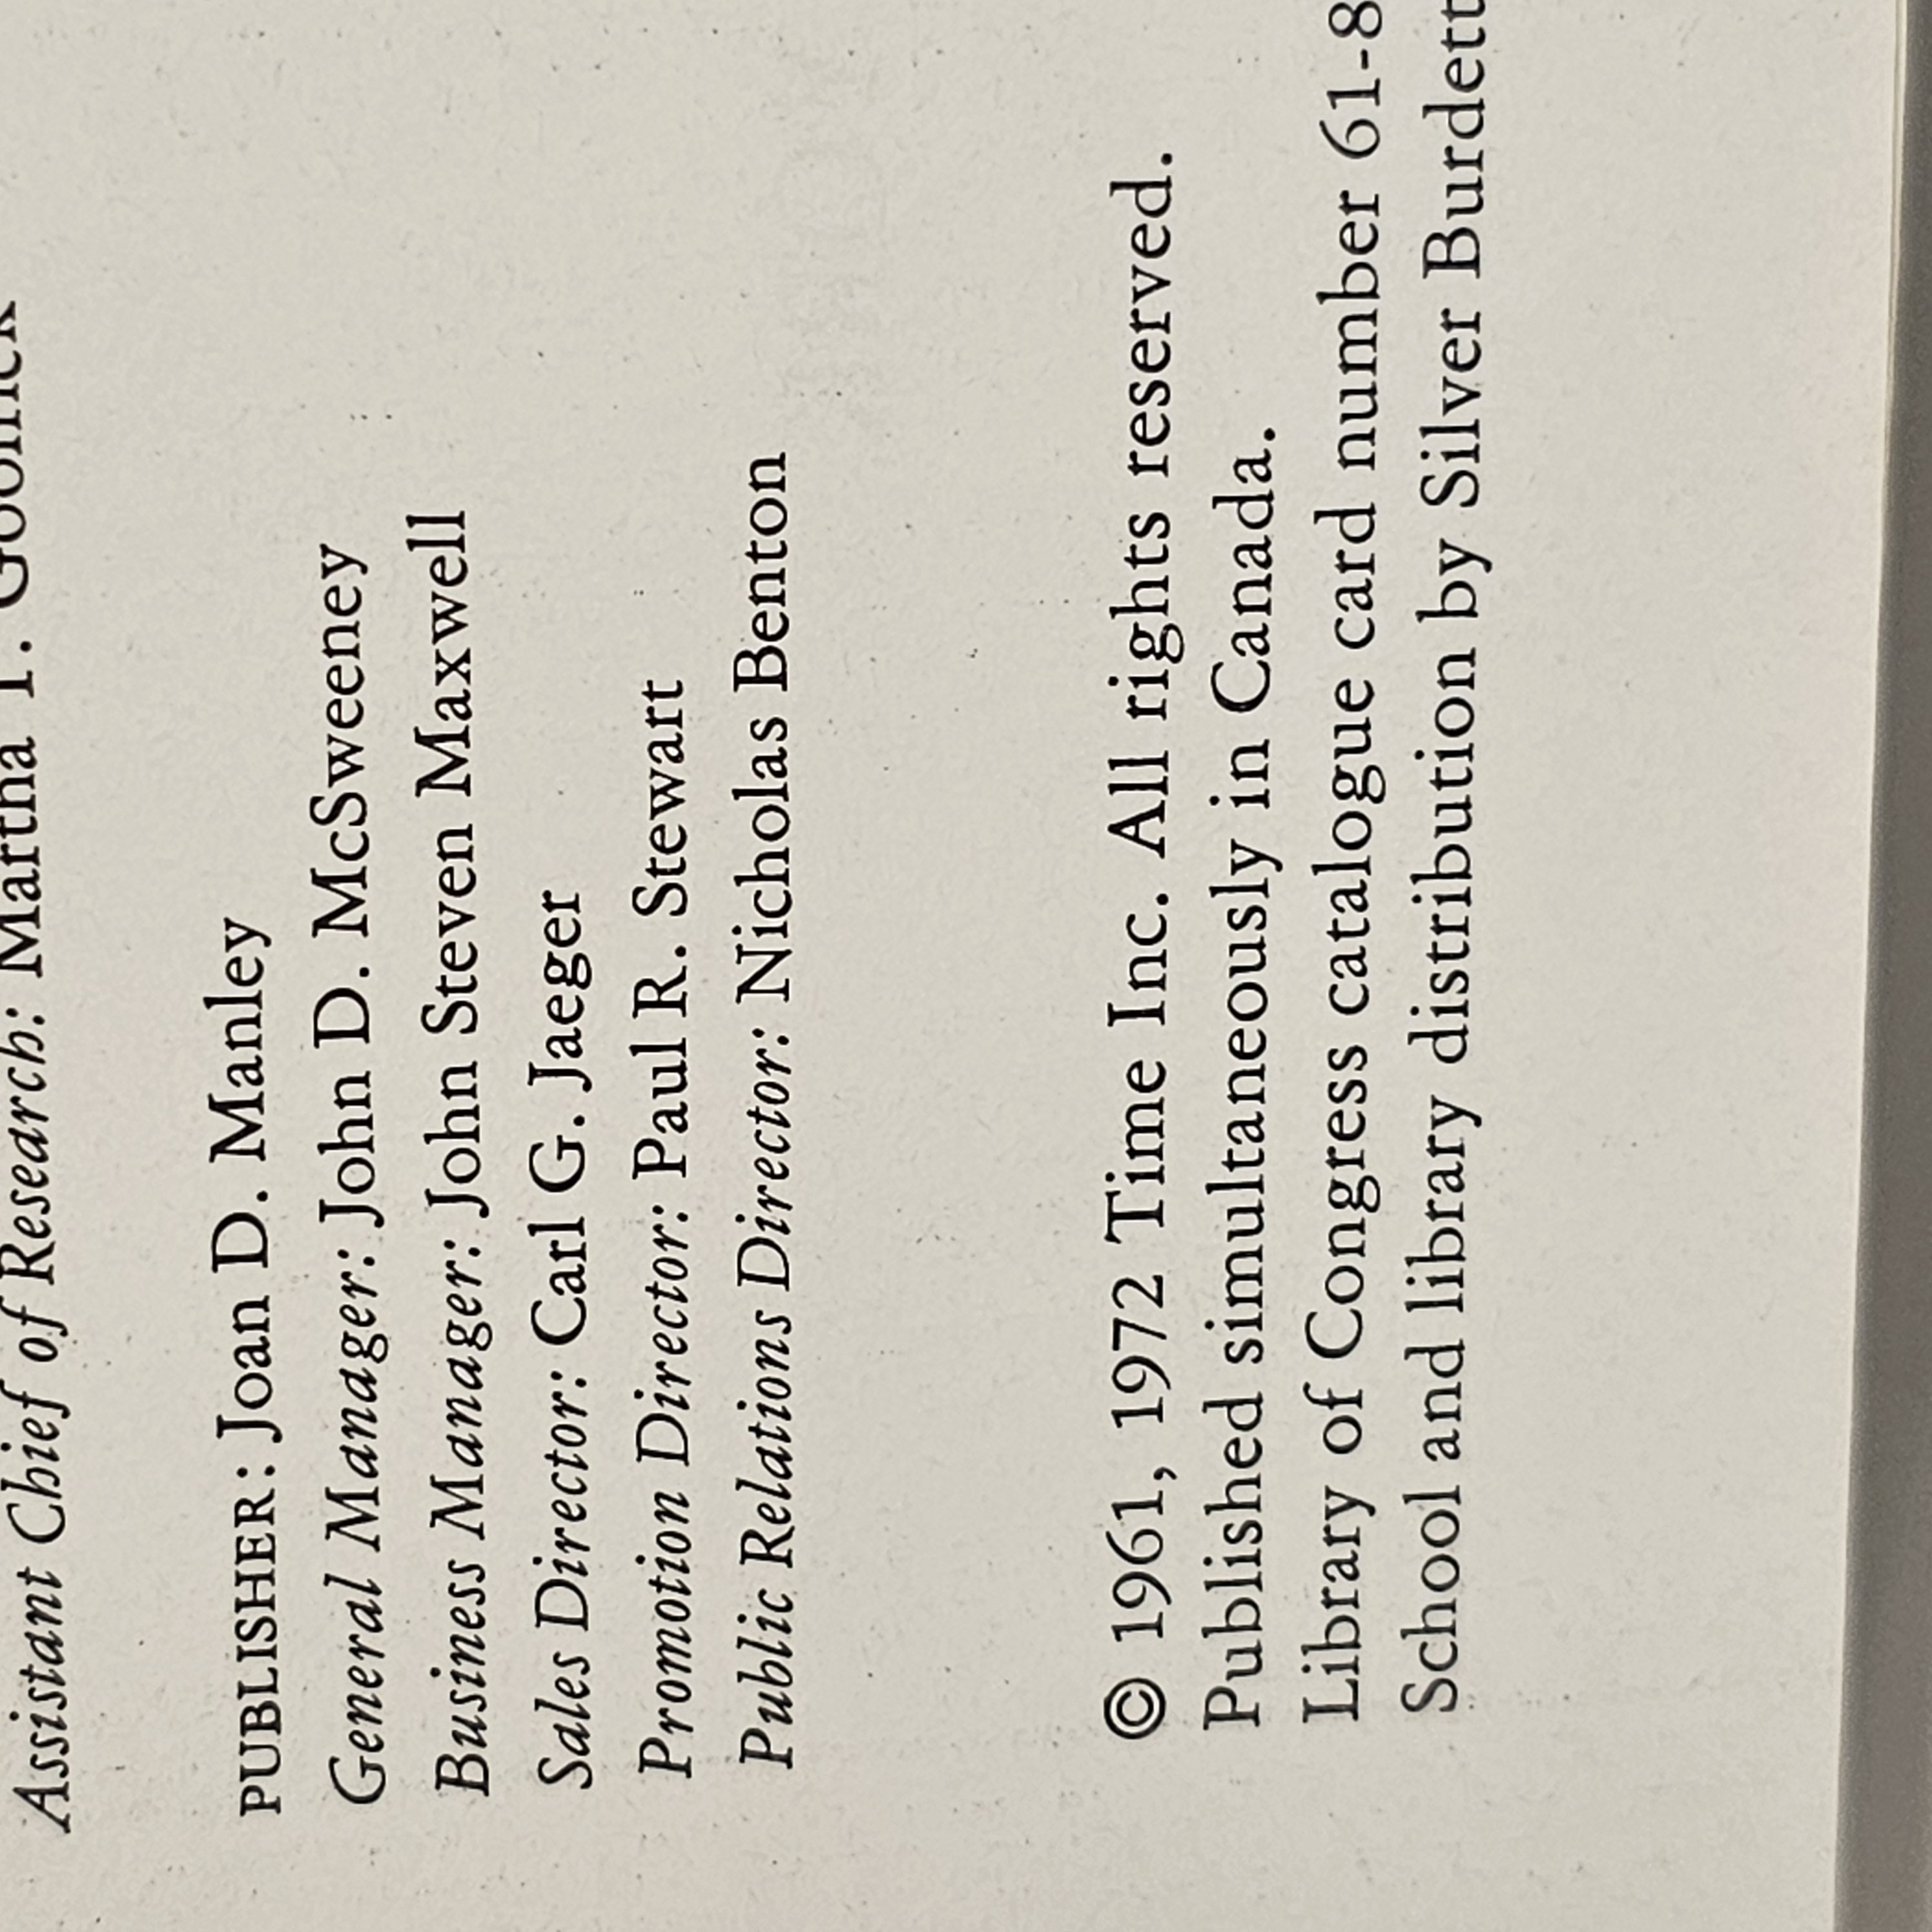 Assistant Chief of Research: Martha T. Goolrick
PUBLISHER: Joan D. Manley
General Manager: John D. McSweeney
Business Manager: John Steven Maxwell
Sales Director: Carl G. Jaeger
Promotion Director: Paul R. Stewart
Public Relations Director: Nicholas Benton
© 1961, 1972 Time Inc. All rights reserved.
Published simultaneously in Canada.
Library of Congress catalogue card number 61-8
School and library distribution by Silver Burdett